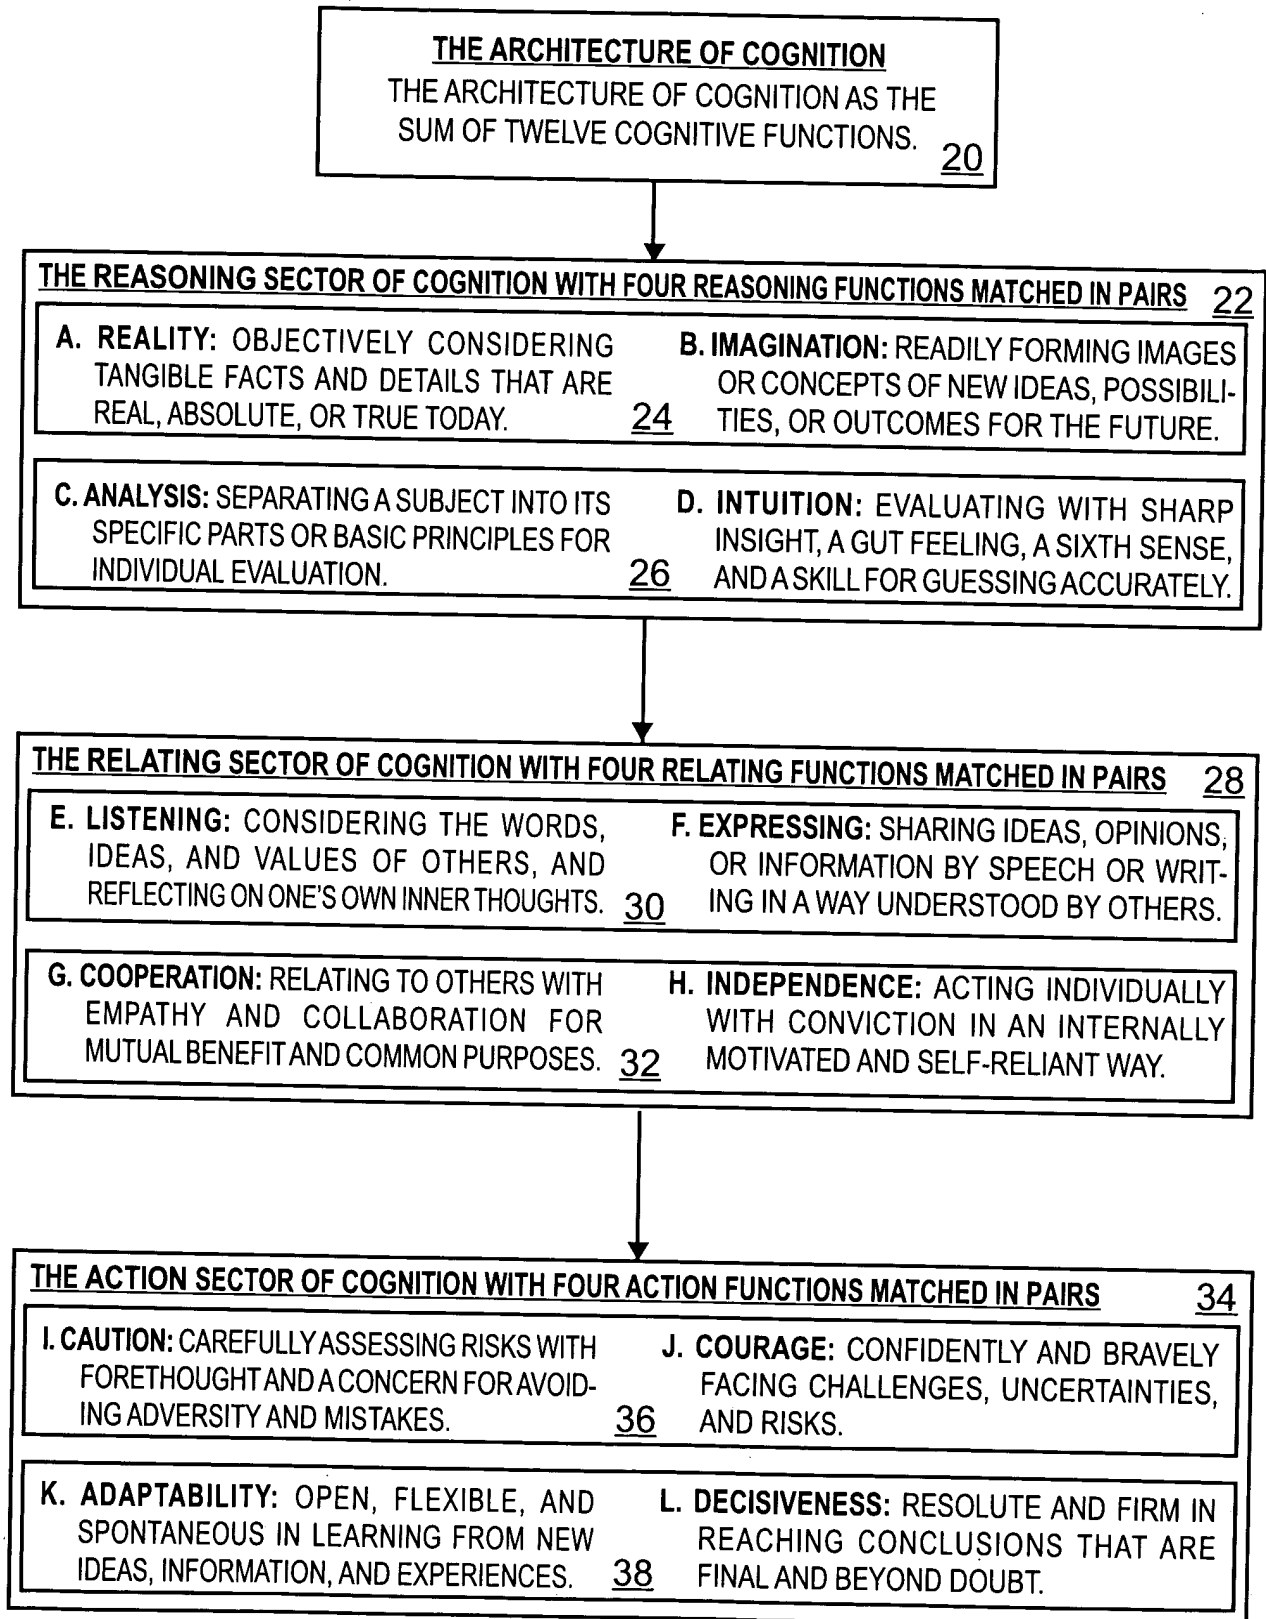 THE ARCHITECTURE OF COGNITION
THE ARCHITECTURE OF COGNITION AS THE
SUM OF TWELVE COGNITIVE FUNCTIONS.
20
THE REASONING SECTOR OF COGNITION WITH FOUR REASONING FUNCTIONS MATCHED IN PAIRS 22
A. REALITY: OBJECTIVELY CONSIDERING
TANGIBLE FACTS AND DETAILS THAT ARE
REAL, ABSOLUTE, OR TRUE TODAY.
24
B. IMAGINATION: READILY FORMING IMAGES
OR CONCEPTS OF NEW IDEAS, POSSIBILI-
TIES, OR OUTCOMES FOR THE FUTURE.
C. ANALYSIS: SEPARATING A SUBJECT INTO ITS
SPECIFIC PARTS OR BASIC PRINCIPLES FOR
INDIVIDUAL EVALUATION.
26
D. INTUITION: EVALUATING WITH SHARP
INSIGHT, A GUT FEELING, A SIXTH SENSE,
AND A SKILL FOR GUESSING ACCURATELY.
THE RELATING SECTOR OF COGNITION WITH FOUR RELATING FUNCTIONS MATCHED IN PAIRS 28
E. LISTENING: CONSIDERING THE WORDS,
IDEAS, AND VALUES OF OTHERS, AND
REFLECTING ON ONE'S OWN INNER THOUGHTS.
30
F. EXPRESSING: SHARING IDEAS, OPINIONS,
OR INFORMATION BY SPEECH OR WRIT-
ING IN A WAY UNDERSTOOD BY OTHERS.
G. COOPERATION: RELATING TO OTHERS WITH
EMPATHY AND COLLABORATION FOR
MUTUAL BENEFIT AND COMMON PURPOSES.
32
H. INDEPENDENCE: ACTING INDIVIDUALLY
WITH CONVICTION IN AN INTERNALLY
MOTIVATED AND SELF-RELIANT WAY.
THE ACTION SECTOR OF COGNITION WITH FOUR ACTION FUNCTIONS MATCHED IN PAIRS 34
I. CAUTION: CAREFULLY ASSESSING RISKS WITH
FORETHOUGHT AND A CONCERN FOR AVOID-
ING ADVERSITY AND MISTAKES.
36
J. COURAGE: CONFIDENTLY AND BRAVELY
FACING CHALLENGES, UNCERTAINTIES,
AND RISKS.
K. ADAPTABILITY: OPEN, FLEXIBLE, AND
SPONTANEOUS IN LEARNING FROM NEW
IDEAS, INFORMATION, AND EXPERIENCES.
38
L. DECISIVENESS: RESOLUTE AND FIRM IN
REACHING CONCLUSIONS THAT ARE
FINAL AND BEYOND DOUBT.